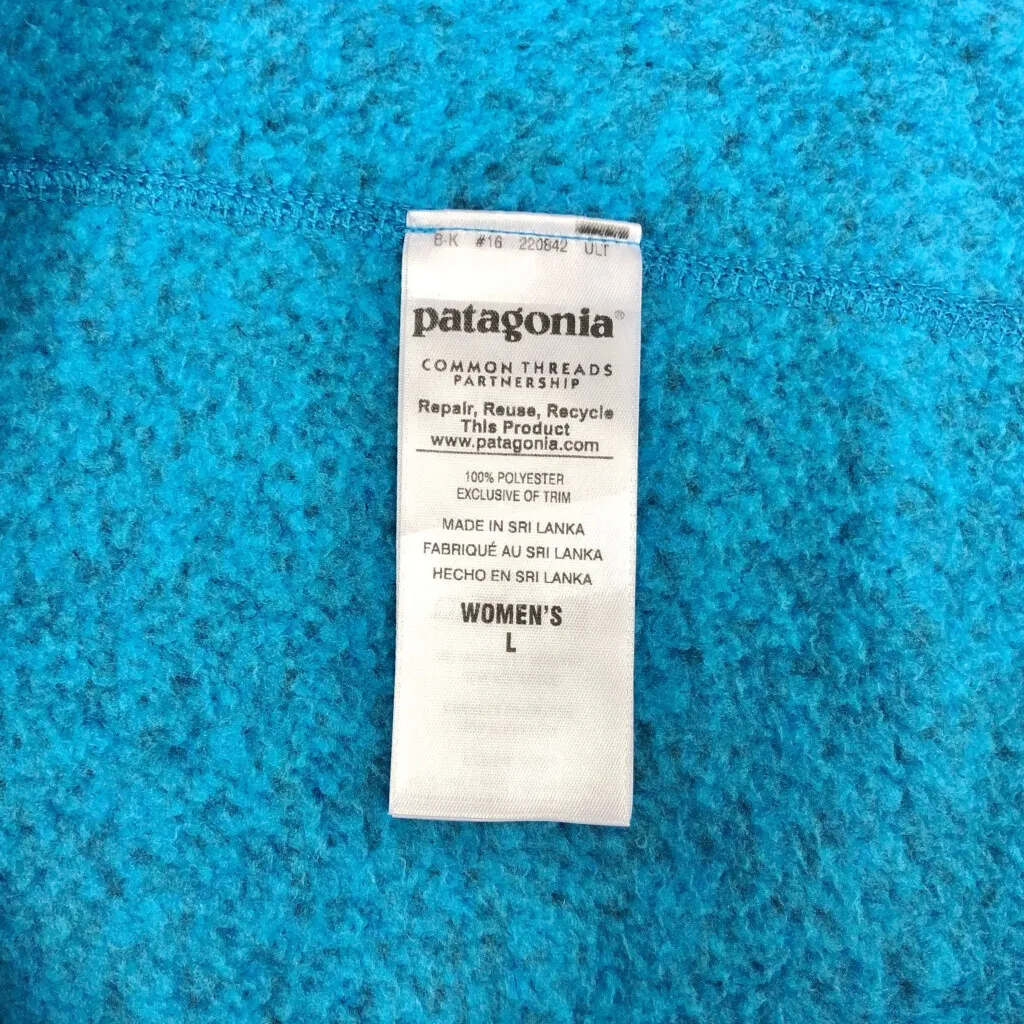 B-K #16 220842 ULT
patagonia®
COMMON THREADS
PARTNERSHIP
Repair, Reuse, Recycle
This Product
www.patagonia.com
100% POLYESTER
EXCLUSIVE OF TRIM
MADE IN SRI LANKA
FABRIQUÉ AU SRI LANKA
HECHO EN SRI LANKA
WOMEN'S
L